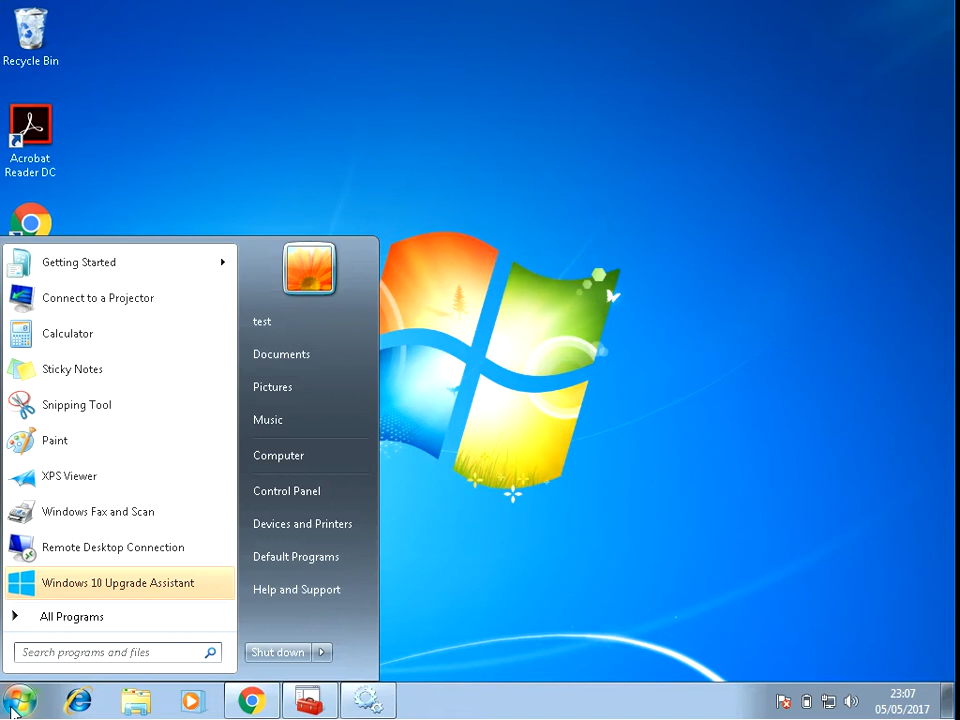 Recycle Bin
Acrobat
Reader DC
Getting Started
Connect to a Projector
Calculator
Sticky Notes
Snipping Tool
Paint
XPS Viewer
Windows Fax and Scan
Remote Desktop Connection
Windows 10 Upgrade Assistant
All Programs
Search programs and files
test
Documents
Pictures
Music
Computer
Control Panel
Devices and Printers
Default Programs
Help and Support
Shut down
23:07
05/05/2017